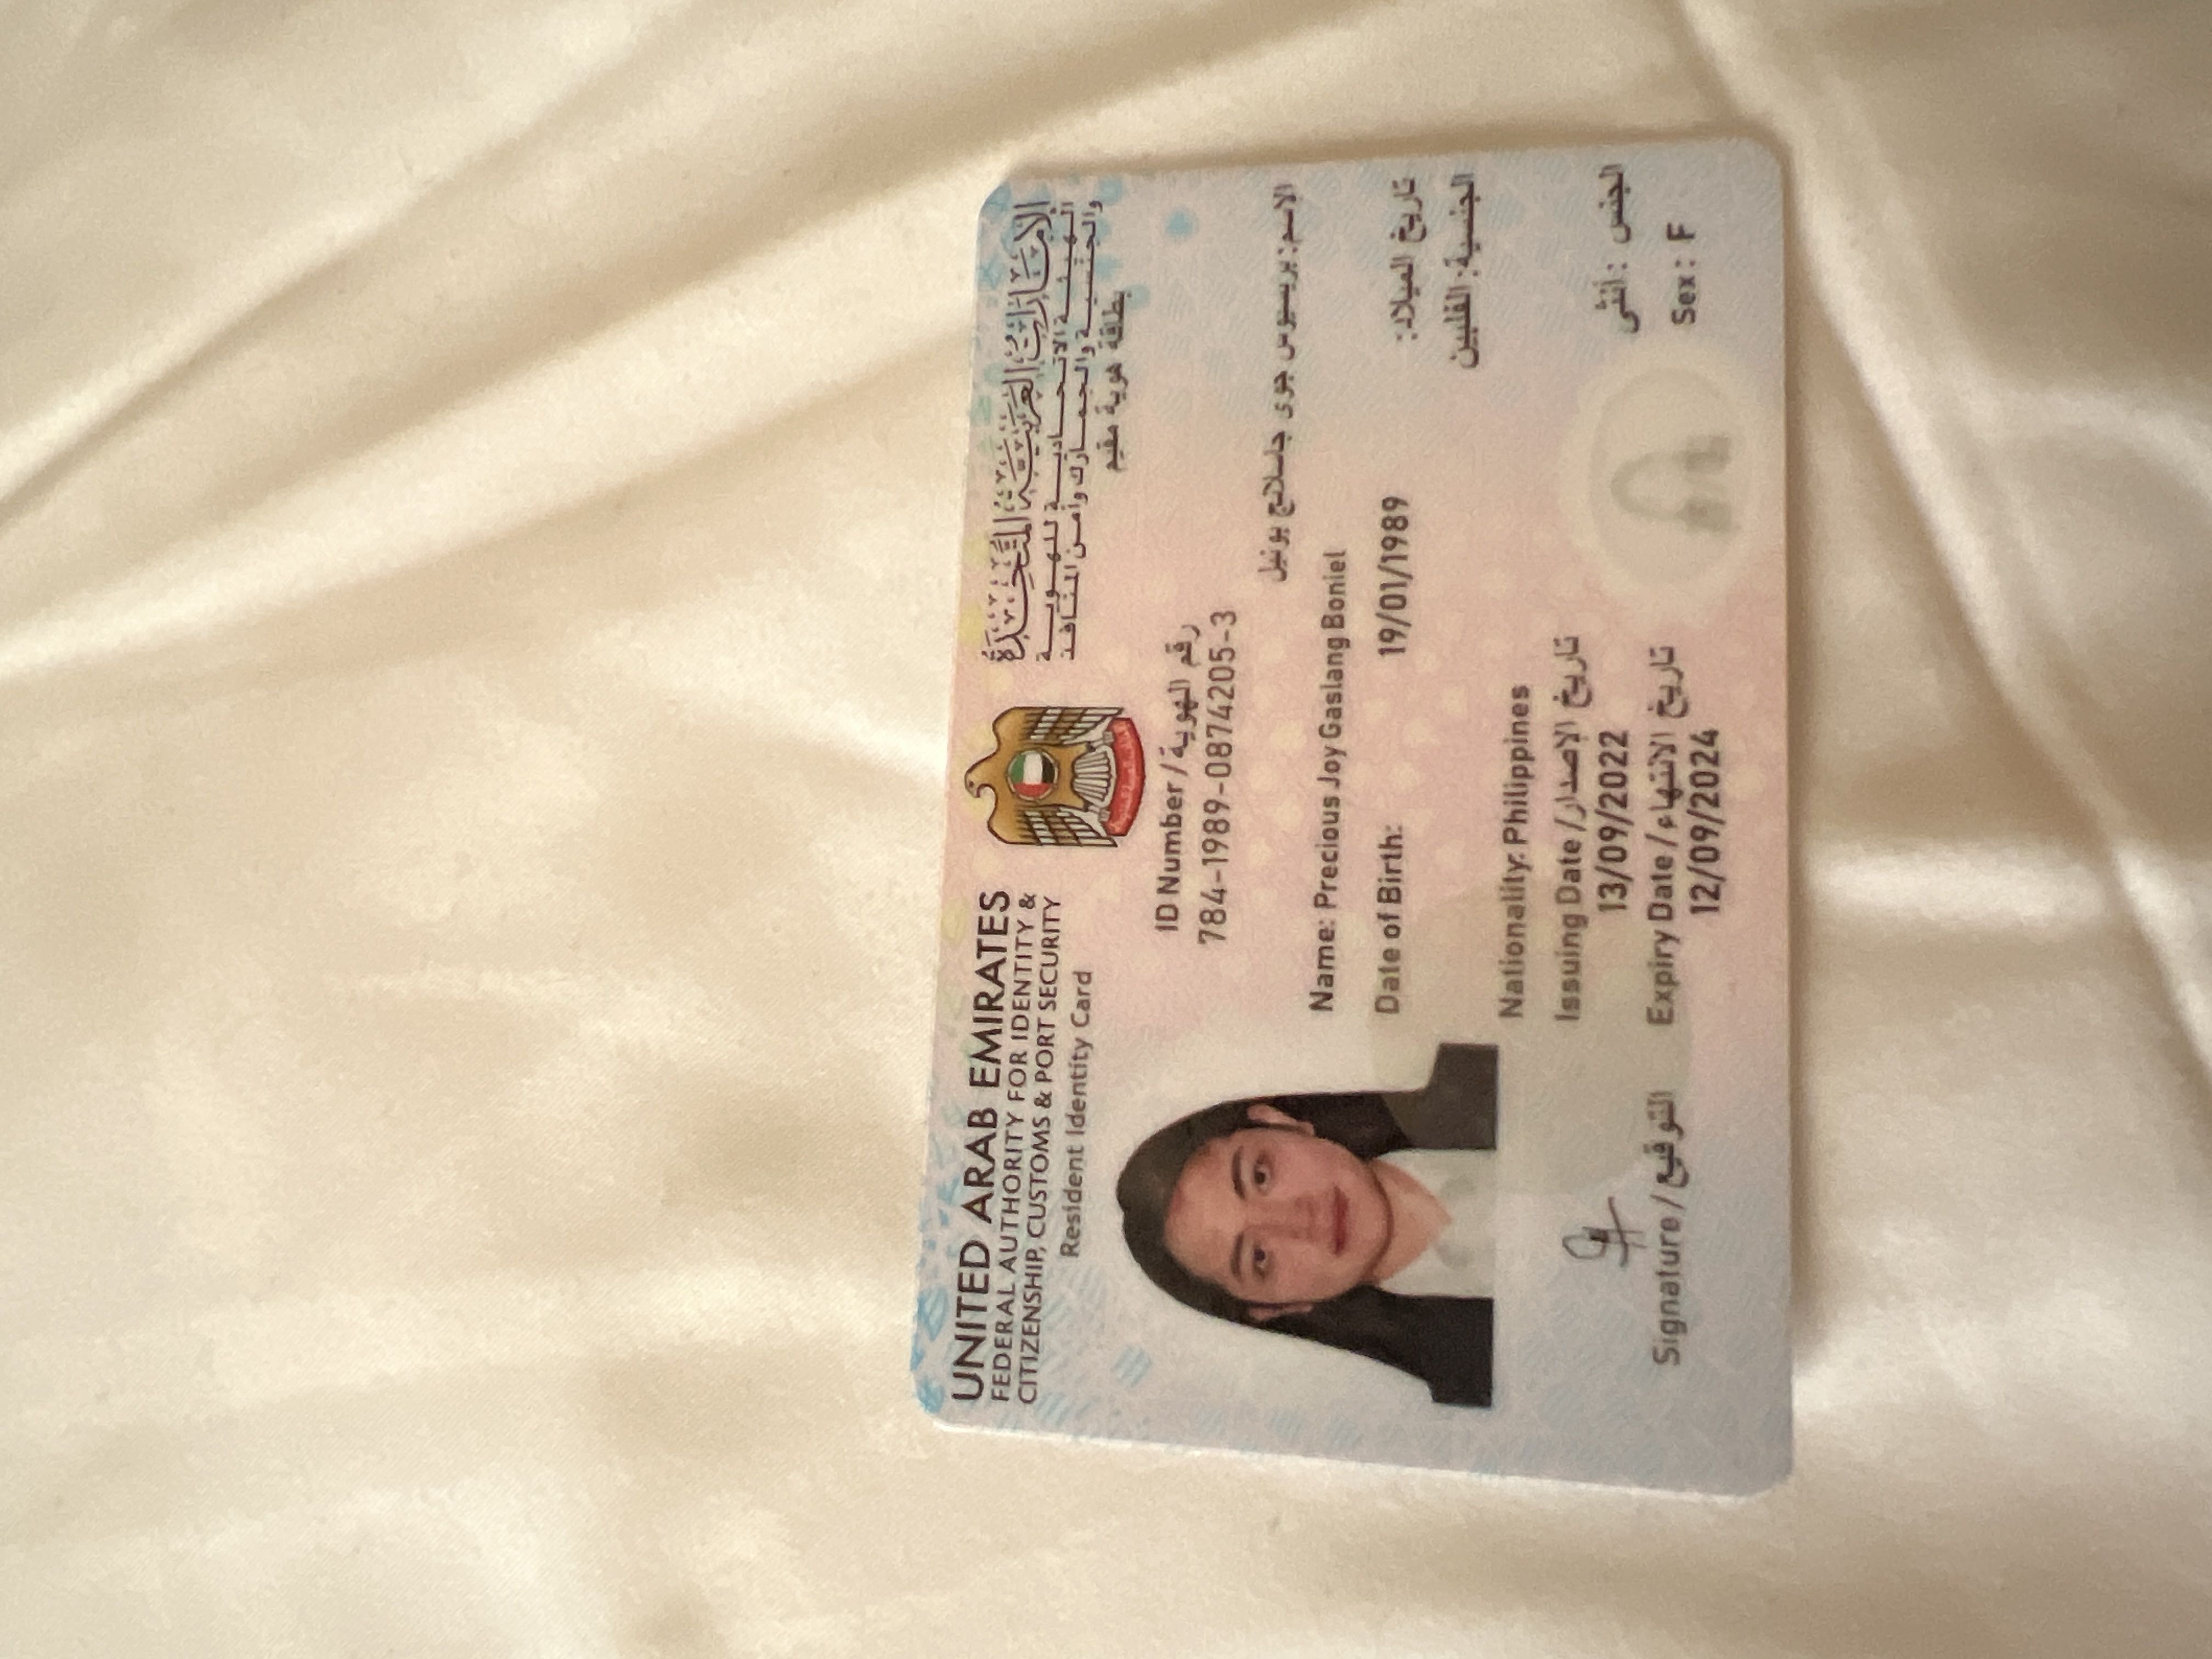 UNITED ARAB EMIRATES
FEDERAL AUTHORITY FOR IDENTITY &
CITIZENSHIP, CUSTOMS & PORT SECURITY
Resident Identity Card
الإمارات العربية المتحدة
الهيئة الاتحادية للهوية
والجنسية والجمارك وأمن المنافذ
بطاقة هوية مقيم
ID Number / رقم الهوية
784-1989-0874205-3
الاسم: بريسيوس جوى جاسلانج بونيل
Name: Precious Joy Gaslang Boniel
Date of Birth: 19/01/1989 تاريخ الميلاد:
الجنسية: الفلبين
Nationality: Philippines
Issuing Date / تاريخ الإصدار
13/09/2022
Expiry Date / تاريخ الانتهاء
12/09/2024
الجنس : أنثى
Sex: F
Signature / التوقيع